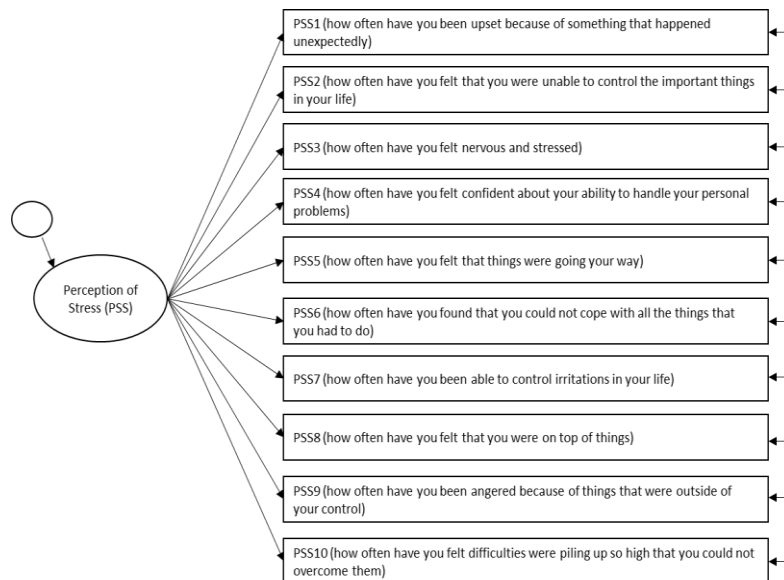 PSS1 (how often have you been upset because of something that happened
unexpectedly)
PSS2 (how often have you felt that you were unable to control the important things
in your life)
PSS3 (how often have you felt nervous and stressed)
PSS4 (how often have you felt confident about your ability to handle your personal
problems)
PSS5 (how often have you felt that things were going your way)
Perception of
Stress (PSS)
PSS6 (how often have you found that you could not cope with all the things that
you had to do)
PSS7 (how often have you been able to control irritations in your life)
PSS8 (how often have you felt that you were on top of things)
PSS9 (how often have you been angered because of things that were outside of
your control)
PSS10 (how often have you felt difficulties were piling up so high that you could not
overcome them)